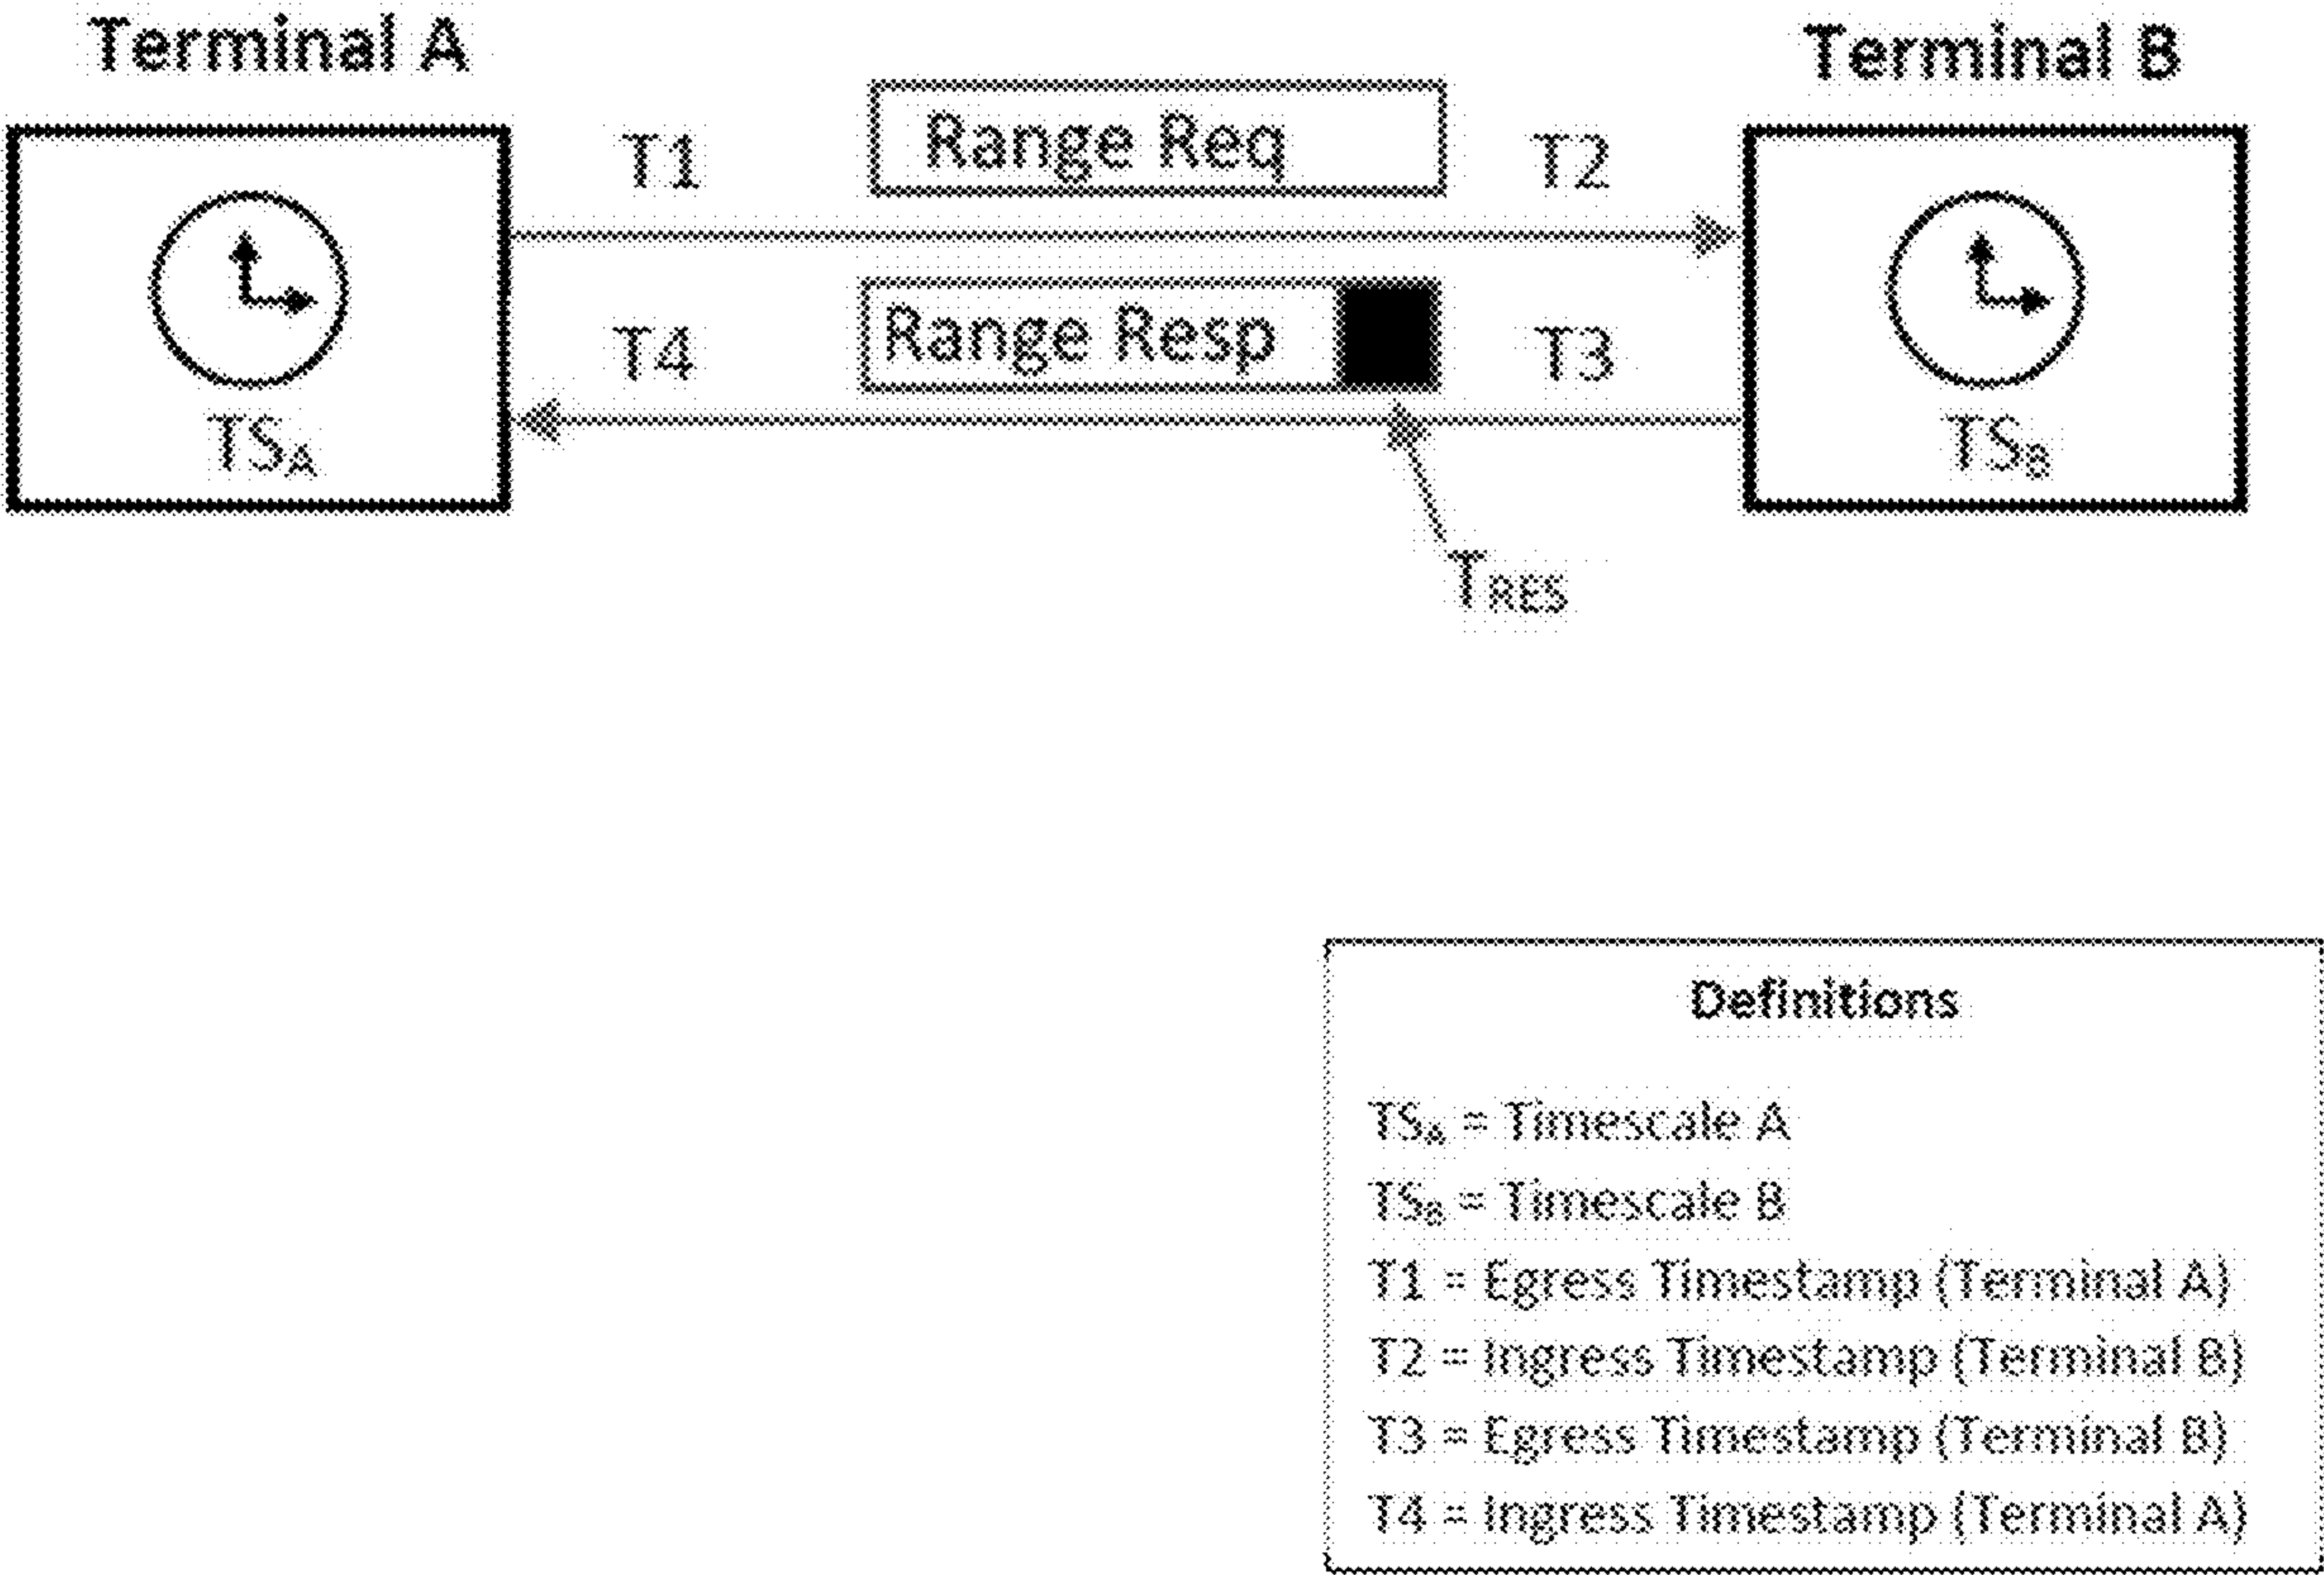 Terminal A
Terminal B
T1
Range Req
T2
T4
Range Resp
T3
TSA
TSB
TRES
Definitions
TSA = Timescale A
TSB = Timescale B
T1 = Egress Timestamp (Terminal A)
T2 = Ingress Timestamp (Terminal B)
T3 = Egress Timestamp (Terminal B)
T4 = Ingress Timestamp (Terminal A)